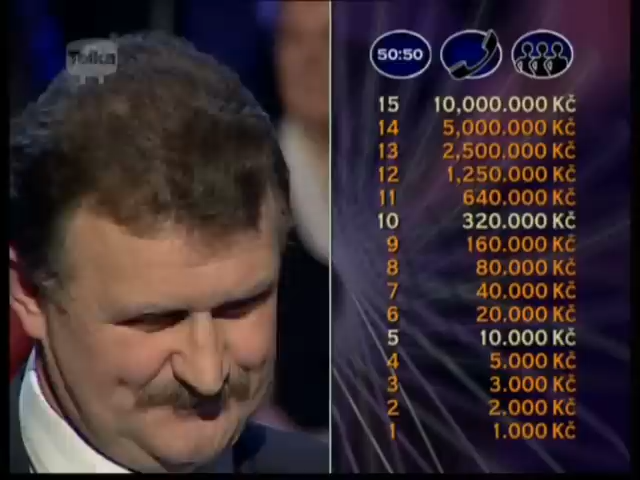 Telka
50:50
15 10,000.000 Kč
14 5,000.000 Kč
13 2,500.000 Kč
12 1,250.000 Kč
11 640.000 Kč
10 320.000 Kč
9 160.000 Kč
8 80.000 Kč
7 40.000 Kč
6 20.000 Kč
5 10.000 Kč
4 5.000 Kč
3 3.000 Kč
2 2.000 Kč
1 1.000 Kč